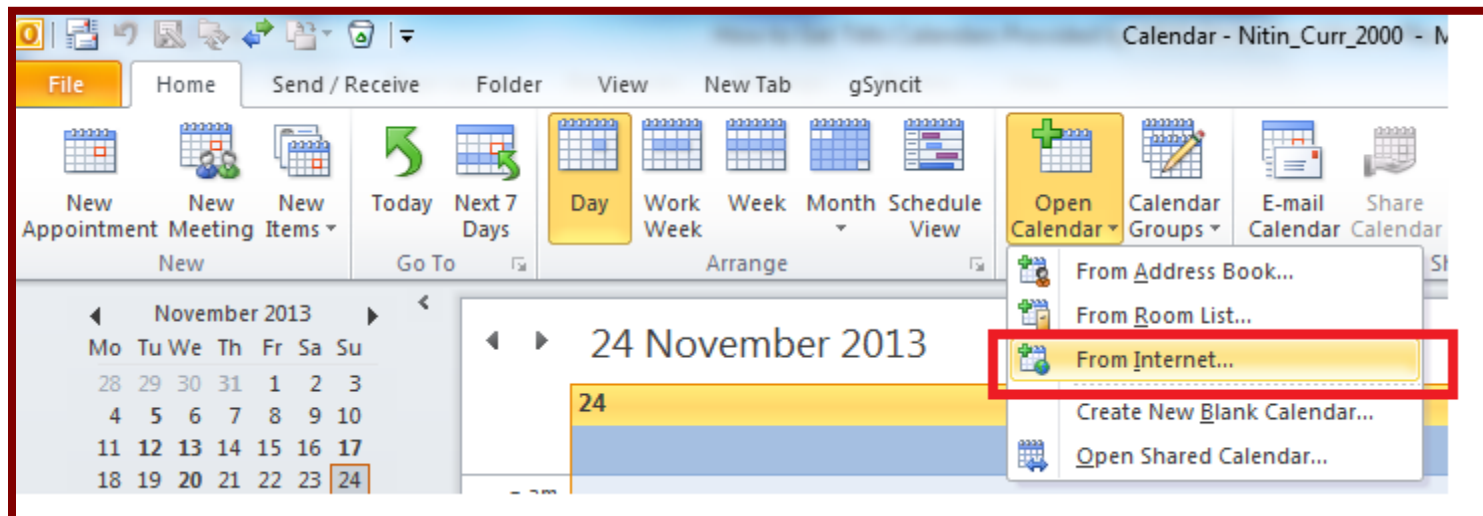 Calendar - Nitin_Curr_2000 - M
File Home Send / Receive Folder View New Tab gSyncit
New Appointment
New Meeting
New Items
Today
Next 7 Days
Day
Work Week
Week
Month
Schedule View
Open Calendar
Calendar Groups
E-mail Calendar
Share Calendar
New Go To Arrange
November 2013
Mo Tu We Th Fr Sa Su
28 29 30 31 1 2 3
4 5 6 7 8 9 10
11 12 13 14 15 16 17
18 19 20 21 22 23 24
24 November 2013
24
From Address Book...
From Room List...
From Internet...
Create New Blank Calendar...
Open Shared Calendar...